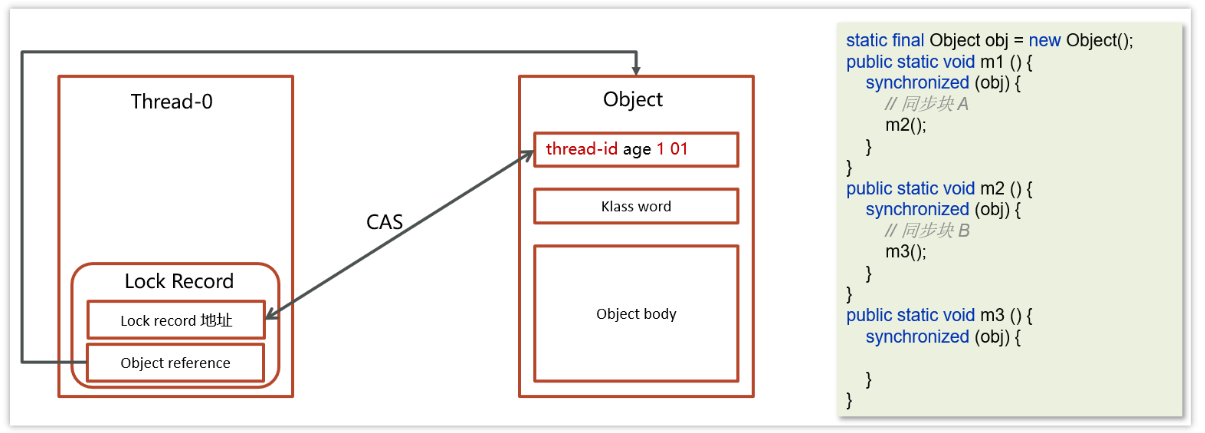 Thread-0
Lock Record
Lock record 地址
Object reference
CAS
Object
thread-id age 1 01
Klass word
Object body
static final Object obj = new Object();
public static void m1 () {
synchronized (obj) {
// 同步块 A
m2();
}
}
public static void m2 () {
synchronized (obj) {
// 同步块 B
m3();
}
}
public static void m3 () {
synchronized (obj) {
}
}